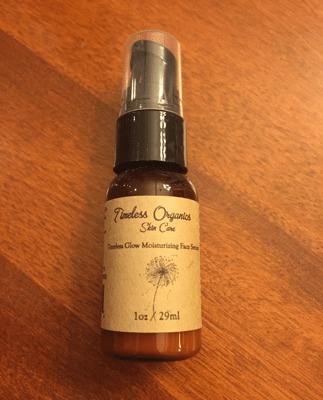 Timeless Organics
Skin Care
Timeless Glow Moisturizing Face Serum
1oz / 29ml